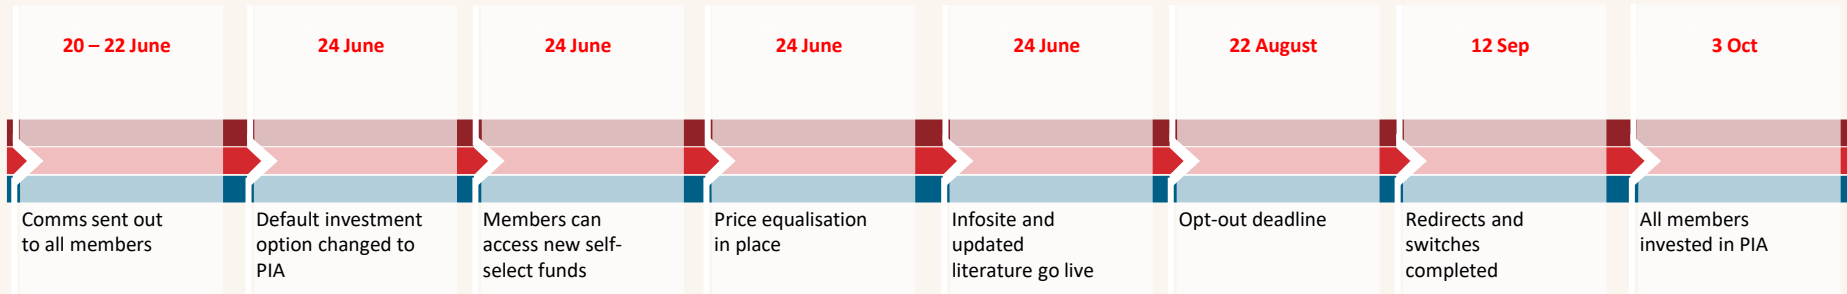 20 – 22 June
24 June
24 June
24 June
24 June
22 August
12 Sep
3 Oct
Comms sent out
to all members
Default investment
option changed to
PIA
Members can
access new self-
select funds
Price equalisation
in place
Infosite and
updated
literature go live
Opt-out deadline
Redirects and
switches
completed
All members
invested in PIA